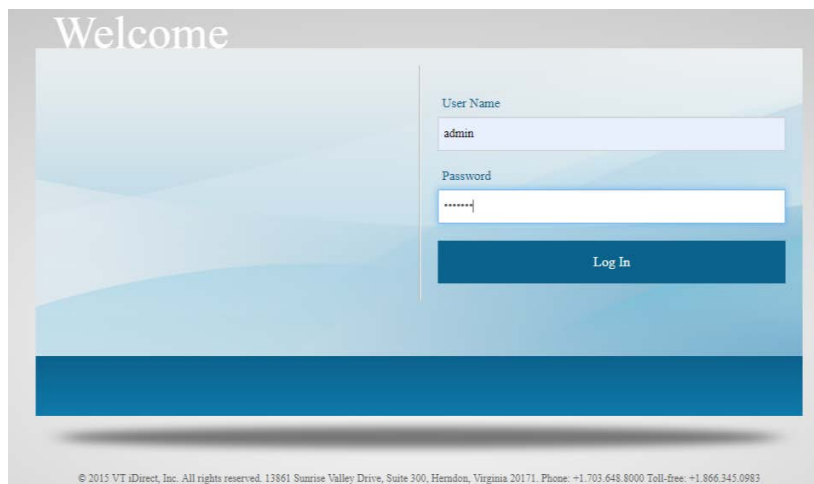 Welcome
User Name
admin
Password
•••••••
Log In
© 2015 VT iDirect, Inc. All rights reserved. 13861 Sunrise Valley Drive, Suite 300, Herndon, Virginia 20171. Phone: +1.703.648.8000 Toll-free: +1.866.345.0983